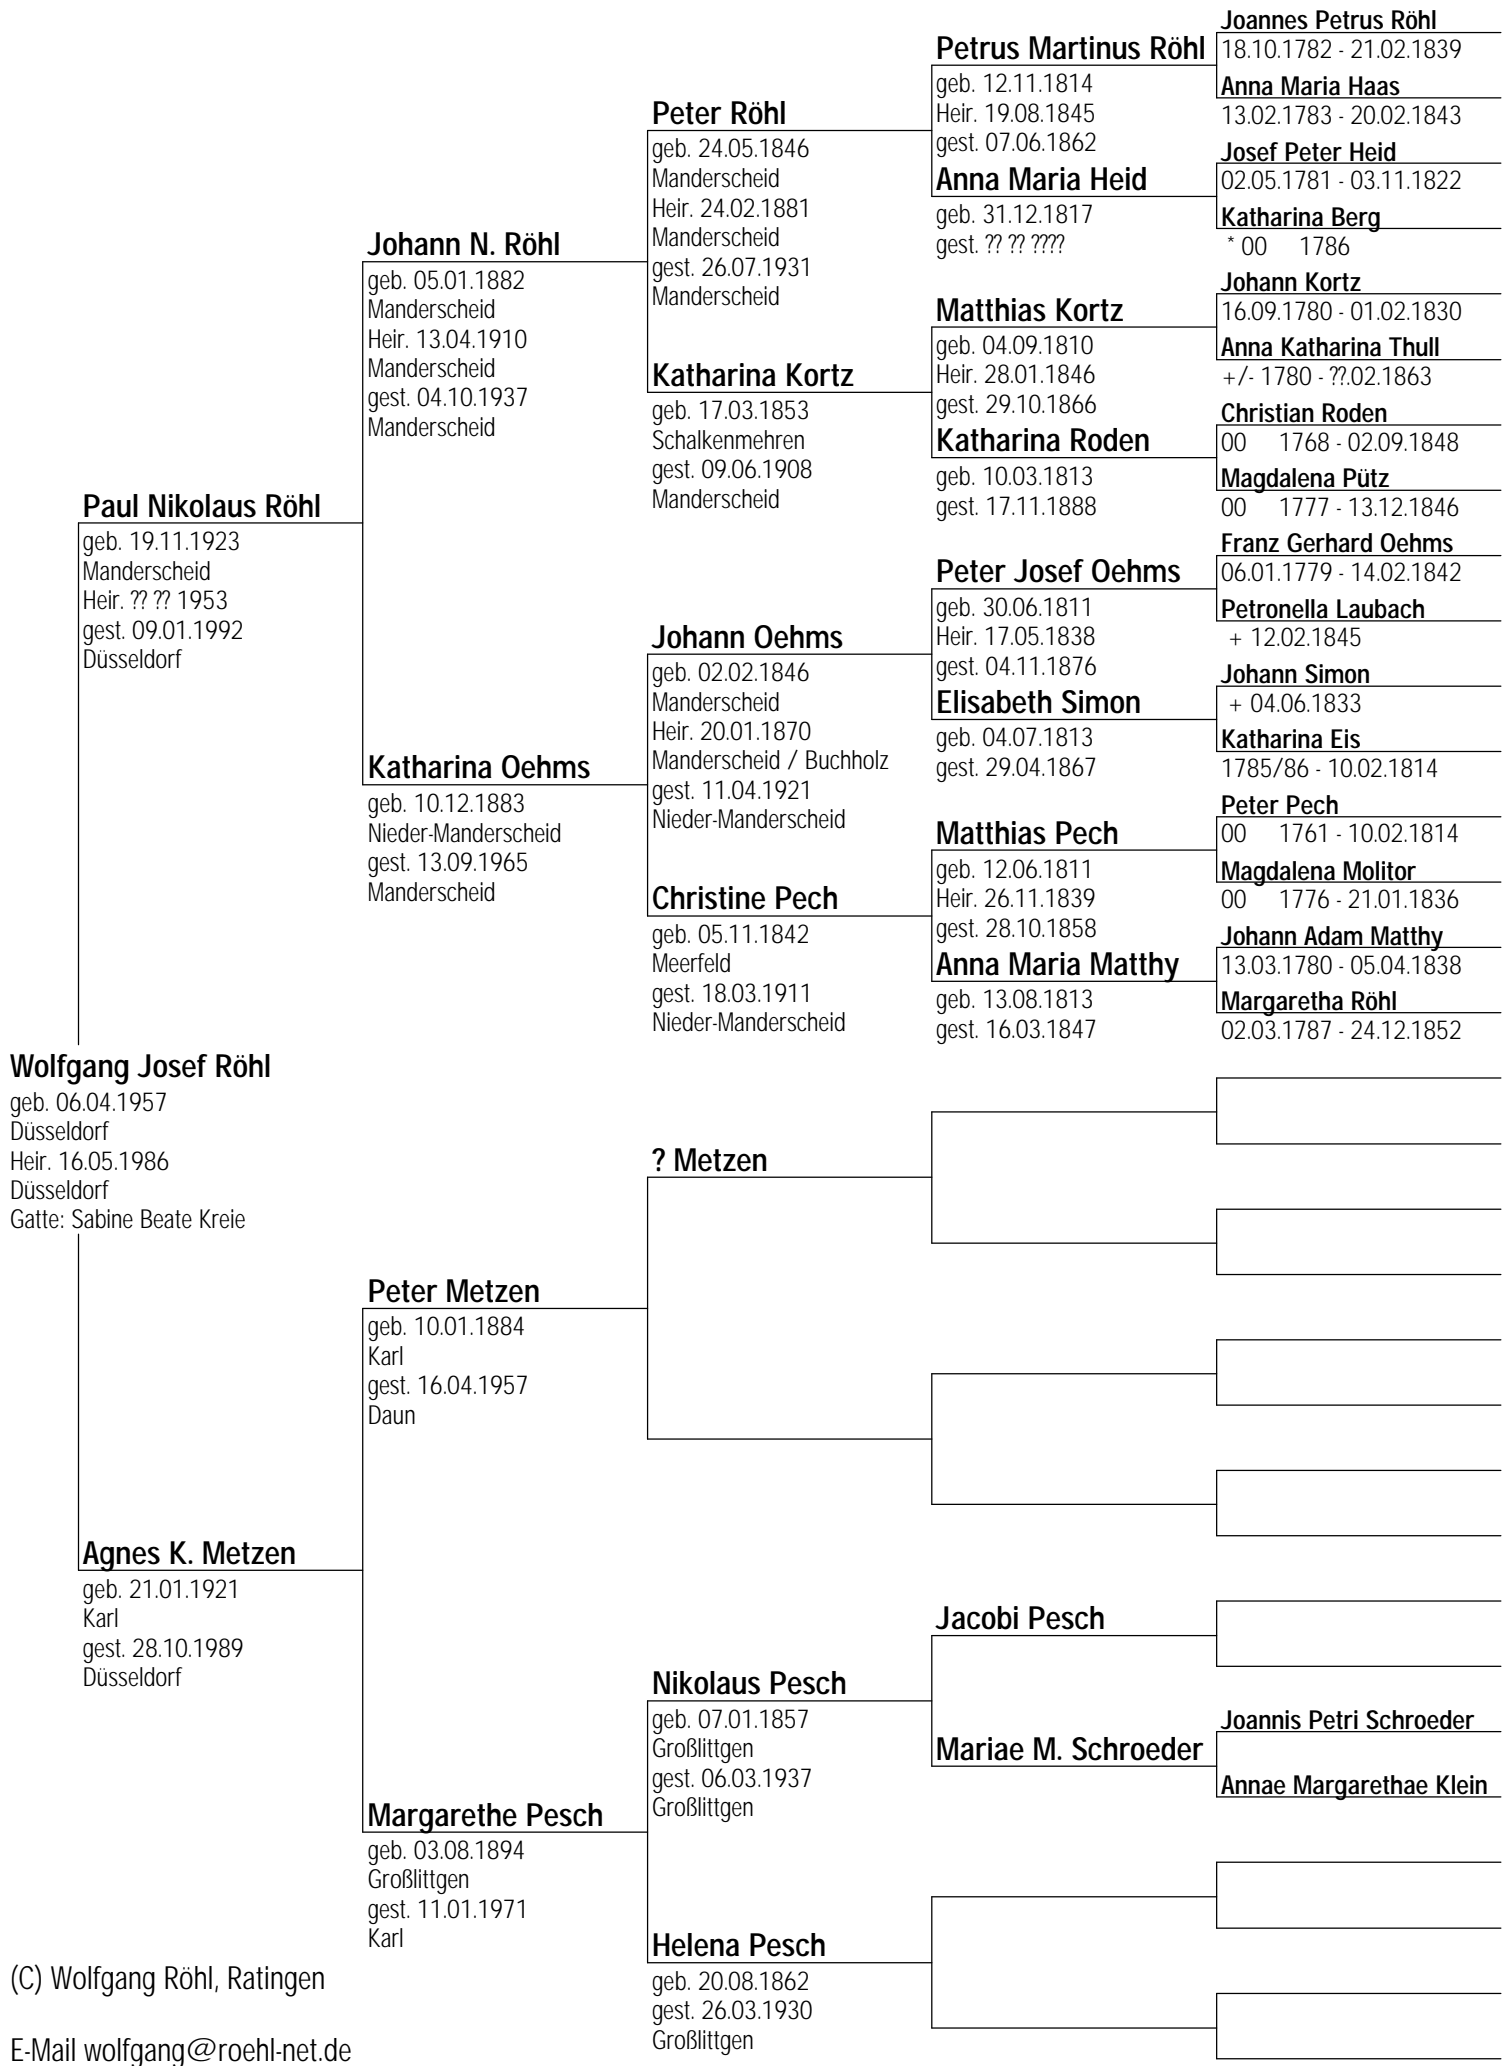 Joannes Petrus Röhl
18.10.1782 - 21.02.1839
Petrus Martinus Röhl
geb. 12.11.1814
Heir. 19.08.1845
gest. 07.06.1862
Anna Maria Haas
13.02.1783 - 20.02.1843
Peter Röhl
geb. 24.05.1846
Manderscheid
Heir. 24.02.1881
Manderscheid
gest. 26.07.1931
Manderscheid
Josef Peter Heid
02.05.1781 - 03.11.1822
Anna Maria Heid
geb. 31.12.1817
gest. ?? ?? ????
Katharina Berg
* 00 1786
Johann N. Röhl
geb. 05.01.1882
Manderscheid
Heir. 13.04.1910
Manderscheid
gest. 04.10.1937
Manderscheid
Johann Kortz
16.09.1780 - 01.02.1830
Matthias Kortz
geb. 04.09.1810
Heir. 28.01.1846
gest. 29.10.1866
Anna Katharina Thull
+/- 1780 - ??.02.1863
Katharina Kortz
geb. 17.03.1853
Schalkenmehren
gest. 09.06.1908
Manderscheid
Christian Roden
00 1768 - 02.09.1848
Katharina Roden
geb. 10.03.1813
gest. 17.11.1888
Magdalena Pütz
00 1777 - 13.12.1846
Paul Nikolaus Röhl
geb. 19.11.1923
Manderscheid
Heir. ?? ?? 1953
gest. 09.01.1992
Düsseldorf
Franz Gerhard Oehms
06.01.1779 - 14.02.1842
Peter Josef Oehms
geb. 30.06.1811
Heir. 17.05.1838
gest. 04.11.1876
Petronella Laubach
+ 12.02.1845
Johann Oehms
geb. 02.02.1846
Manderscheid
Heir. 20.01.1870
Manderscheid / Buchholz
gest. 11.04.1921
Nieder-Manderscheid
Johann Simon
+ 04.06.1833
Elisabeth Simon
geb. 04.07.1813
gest. 29.04.1867
Katharina Eis
1785/86 - 10.02.1814
Katharina Oehms
geb. 10.12.1883
Nieder-Manderscheid
gest. 13.09.1965
Manderscheid
Peter Pech
00 1761 - 10.02.1814
Matthias Pech
geb. 12.06.1811
Heir. 26.11.1839
gest. 28.10.1858
Magdalena Molitor
00 1776 - 21.01.1836
Christine Pech
geb. 05.11.1842
Meerfeld
gest. 18.03.1911
Nieder-Manderscheid
Johann Adam Matthy
13.03.1780 - 05.04.1838
Anna Maria Matthy
geb. 13.08.1813
gest. 16.03.1847
Margaretha Röhl
02.03.1787 - 24.12.1852
Wolfgang Josef Röhl
geb. 06.04.1957
Düsseldorf
Heir. 16.05.1986
Düsseldorf
Gatte: Sabine Beate Kreie
? Metzen
Peter Metzen
geb. 10.01.1884
Karl
gest. 16.04.1957
Daun
Agnes K. Metzen
geb. 21.01.1921
Karl
gest. 28.10.1989
Düsseldorf
Jacobi Pesch
Nikolaus Pesch
geb. 07.01.1857
Großlittgen
gest. 06.03.1937
Großlittgen
Joannis Petri Schroeder
Mariae M. Schroeder
Annae Margarethae Klein
Margarethe Pesch
geb. 03.08.1894
Großlittgen
gest. 11.01.1971
Karl
Helena Pesch
geb. 20.08.1862
gest. 26.03.1930
Großlittgen
(C) Wolfgang Röhl, Ratingen
E-Mail wolfgang@roehl-net.de